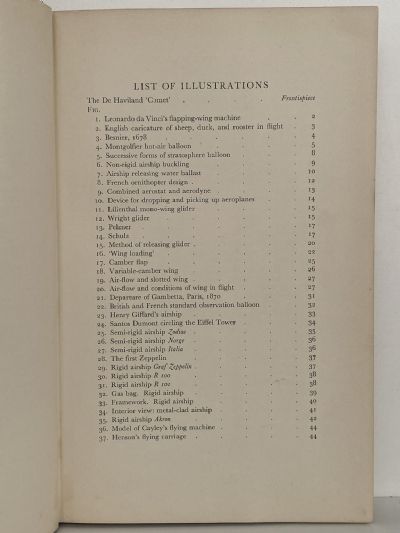 LIST OF ILLUSTRATIONS
The De Haviland 'Comet' . . . . Frontispiece
Fig.
1. Leonardo da Vinci's flapping-wing machine . . 2
2. English caricature of sheep, duck, and rooster in flight . 3
3. Besnier, 1678 . . . . . . 4
4. Montgolfier hot-air balloon . . . . 5
5. Successive forms of stratosphere balloon . . . 8
6. Non-rigid airship buckling . . . . 9
7. Airship releasing water ballast . . . . 10
8. French ornithopter design . . . . . 12
9. Combined aerostat and aerodyne . . . . 13
10. Device for dropping and picking up aeroplanes . . 14
11. Lilienthal mono-wing glider . . . . 15
12. Wright glider . . . . . . 15
13. Pelzner . . . . . . . 17
14. Schulz . . . . . . . 17
15. Method of releasing glider . . . . . 20
16. 'Wing loading' . . . . . . 22
17. Camber flap . . . . . . 25
18. Variable-camber wing . . . . . 26
19. Air-flow and slotted wing . . . . . 27
20. Air-flow and conditions of wing in flight . . . 27
21. Departure of Gambetta, Paris, 1870 . . . 31
22. British and French standard observation balloon . . 32
23. Henry Giffard's airship . . . . . 33
24. Santos Dumont circling the Eiffel Tower . . . 34
25. Semi-rigid airship Zodiac . . . . . 35
26. Semi-rigid airship Norge . . . . . 36
27. Semi-rigid airship Italia . . . . . 36
28. The first Zeppelin . . . . . 37
29. Rigid airship Graf Zeppelin . . . . . 37
30. Rigid airship R 100 . . . . . 38
31. Rigid airship R 101 . . . . . 38
32. Gas bag. Rigid airship . . . . . 39
33. Framework. Rigid airship . . . . 40
34. Interior view: metal-clad airship . . . . 41
35. Rigid airship Akron . . . . . 42
36. Model of Cayley's flying machine . . . . 44
37. Henson's flying carriage . . . . . 44